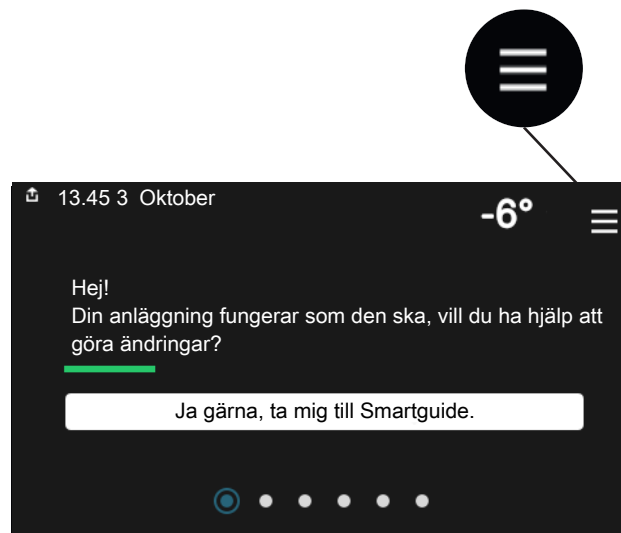 13.45 3 Oktober
-6°
Hej!
Din anläggning fungerar som den ska, vill du ha hjälp att
göra ändringar?
Ja gärna, ta mig till Smartguide.